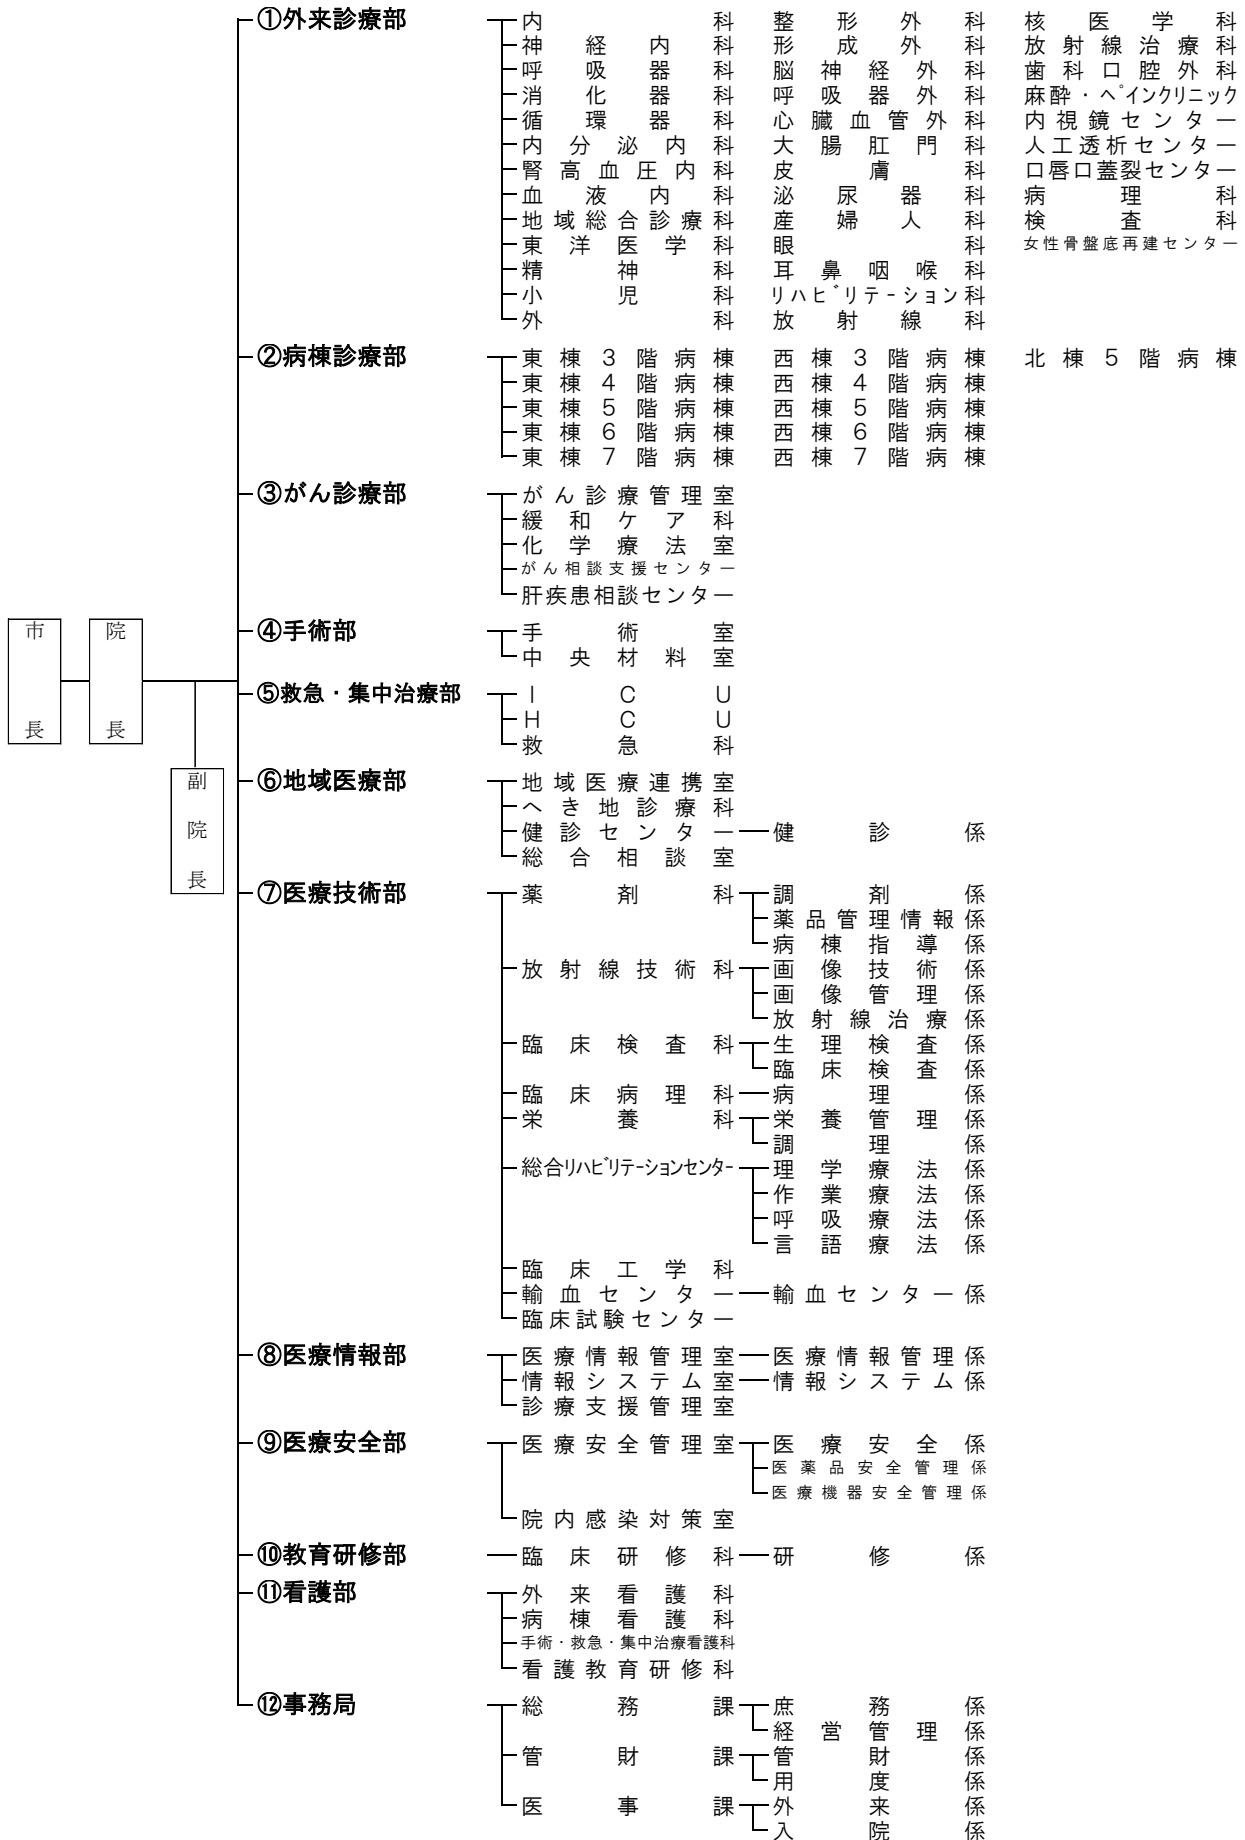 ①外来診療部 内科 整形外科 核医学科
神経内科 形成外科 放射線治療科
呼吸器科 脳神経外科 歯科口腔外科
消化器科 呼吸器外科 麻酔・ペインクリニック
循環器科 心臓血管外科 内視鏡センター
内分泌内科 大腸肛門科 人工透析センター
腎高血圧内科 皮膚科 口唇口蓋裂センター
血液内科 泌尿器科 病理科
地域総合診療科 産婦人科 検査科
東洋医学科 眼科 女性骨盤底再建センター
精神科 耳鼻咽喉科
小児科 リハビリテーション科
外科 放射線科
②病棟診療部 東棟3階病棟 西棟3階病棟 北棟5階病棟
東棟4階病棟 西棟4階病棟
東棟5階病棟 西棟5階病棟
東棟6階病棟 西棟6階病棟
東棟7階病棟 西棟7階病棟
③がん診療部 がん診療管理室
緩和ケア科
化学療法室
がん相談支援センター
肝疾患相談センター
市長 院長 ④手術部 手術室
中央材料室
⑤救急・集中治療部 ICU
HCU
救急科
副院長 ⑥地域医療部 地域医療連携室
へき地診療科
健診センター 健診係
総合相談室
⑦医療技術部 薬剤科 調剤係
薬品管理情報係
病棟指導係
放射線技術科 画像技術係
画像管理係
放射線治療係
臨床検査科 生理検査係
臨床検査係
臨床病理科 病理係
栄養科 栄養管理係
調理係
総合リハビリテーションセンター 理学療法係
作業療法係
呼吸療法係
言語療法係
臨床工学科
輸血センター 輸血センター係
臨床試験センター
⑧医療情報部 医療情報管理室 医療情報管理係
情報システム室 情報システム係
診療支援管理室
⑨医療安全部 医療安全管理室 医療安全係
医薬品安全管理係
医療機器安全管理係
院内感染対策室
⑩教育研修部 臨床研修科 研修係
⑪看護部 外来看護科
病棟看護科
手術・救急・集中治療看護科
看護教育研修科
⑫事務局 総務課 庶務係
経営管理係
管財課 管財係
用度係
医事課 外来係
入院係